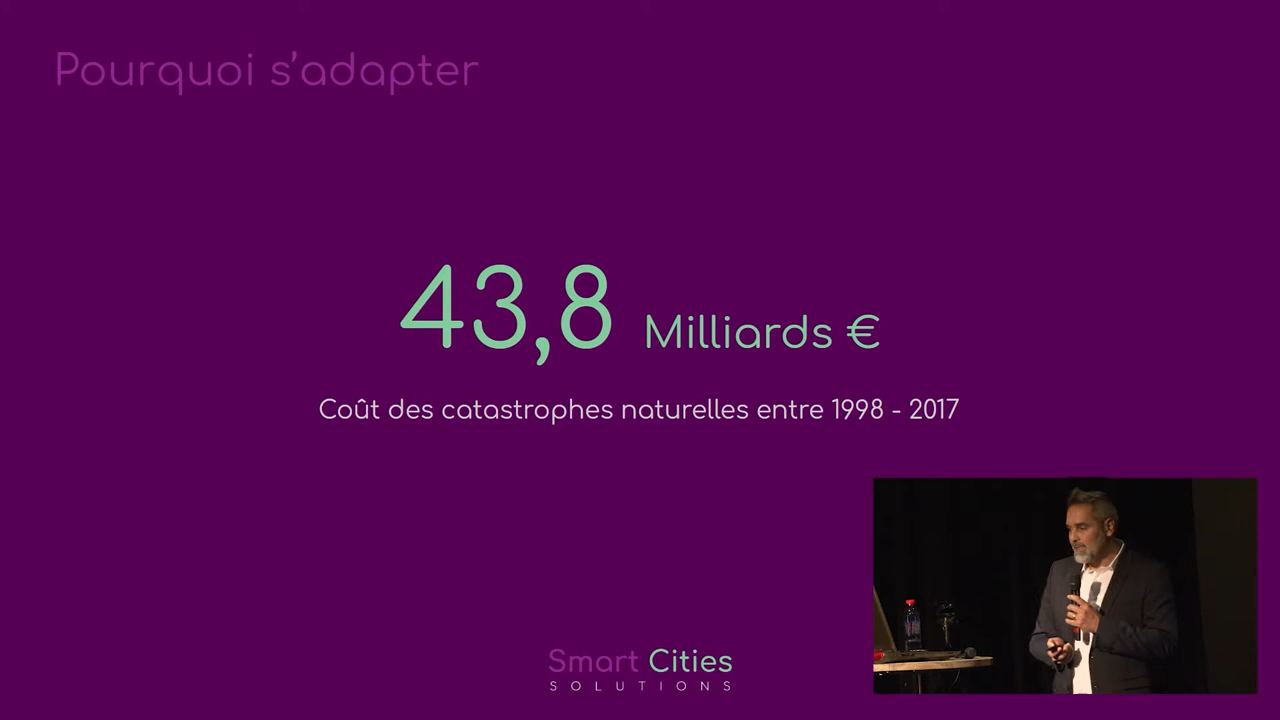 Pourquoi s'adapter
43,8 Milliards €
Coût des catastrophes naturelles entre 1998 - 2017
Smart Cities
SOLUTIONS